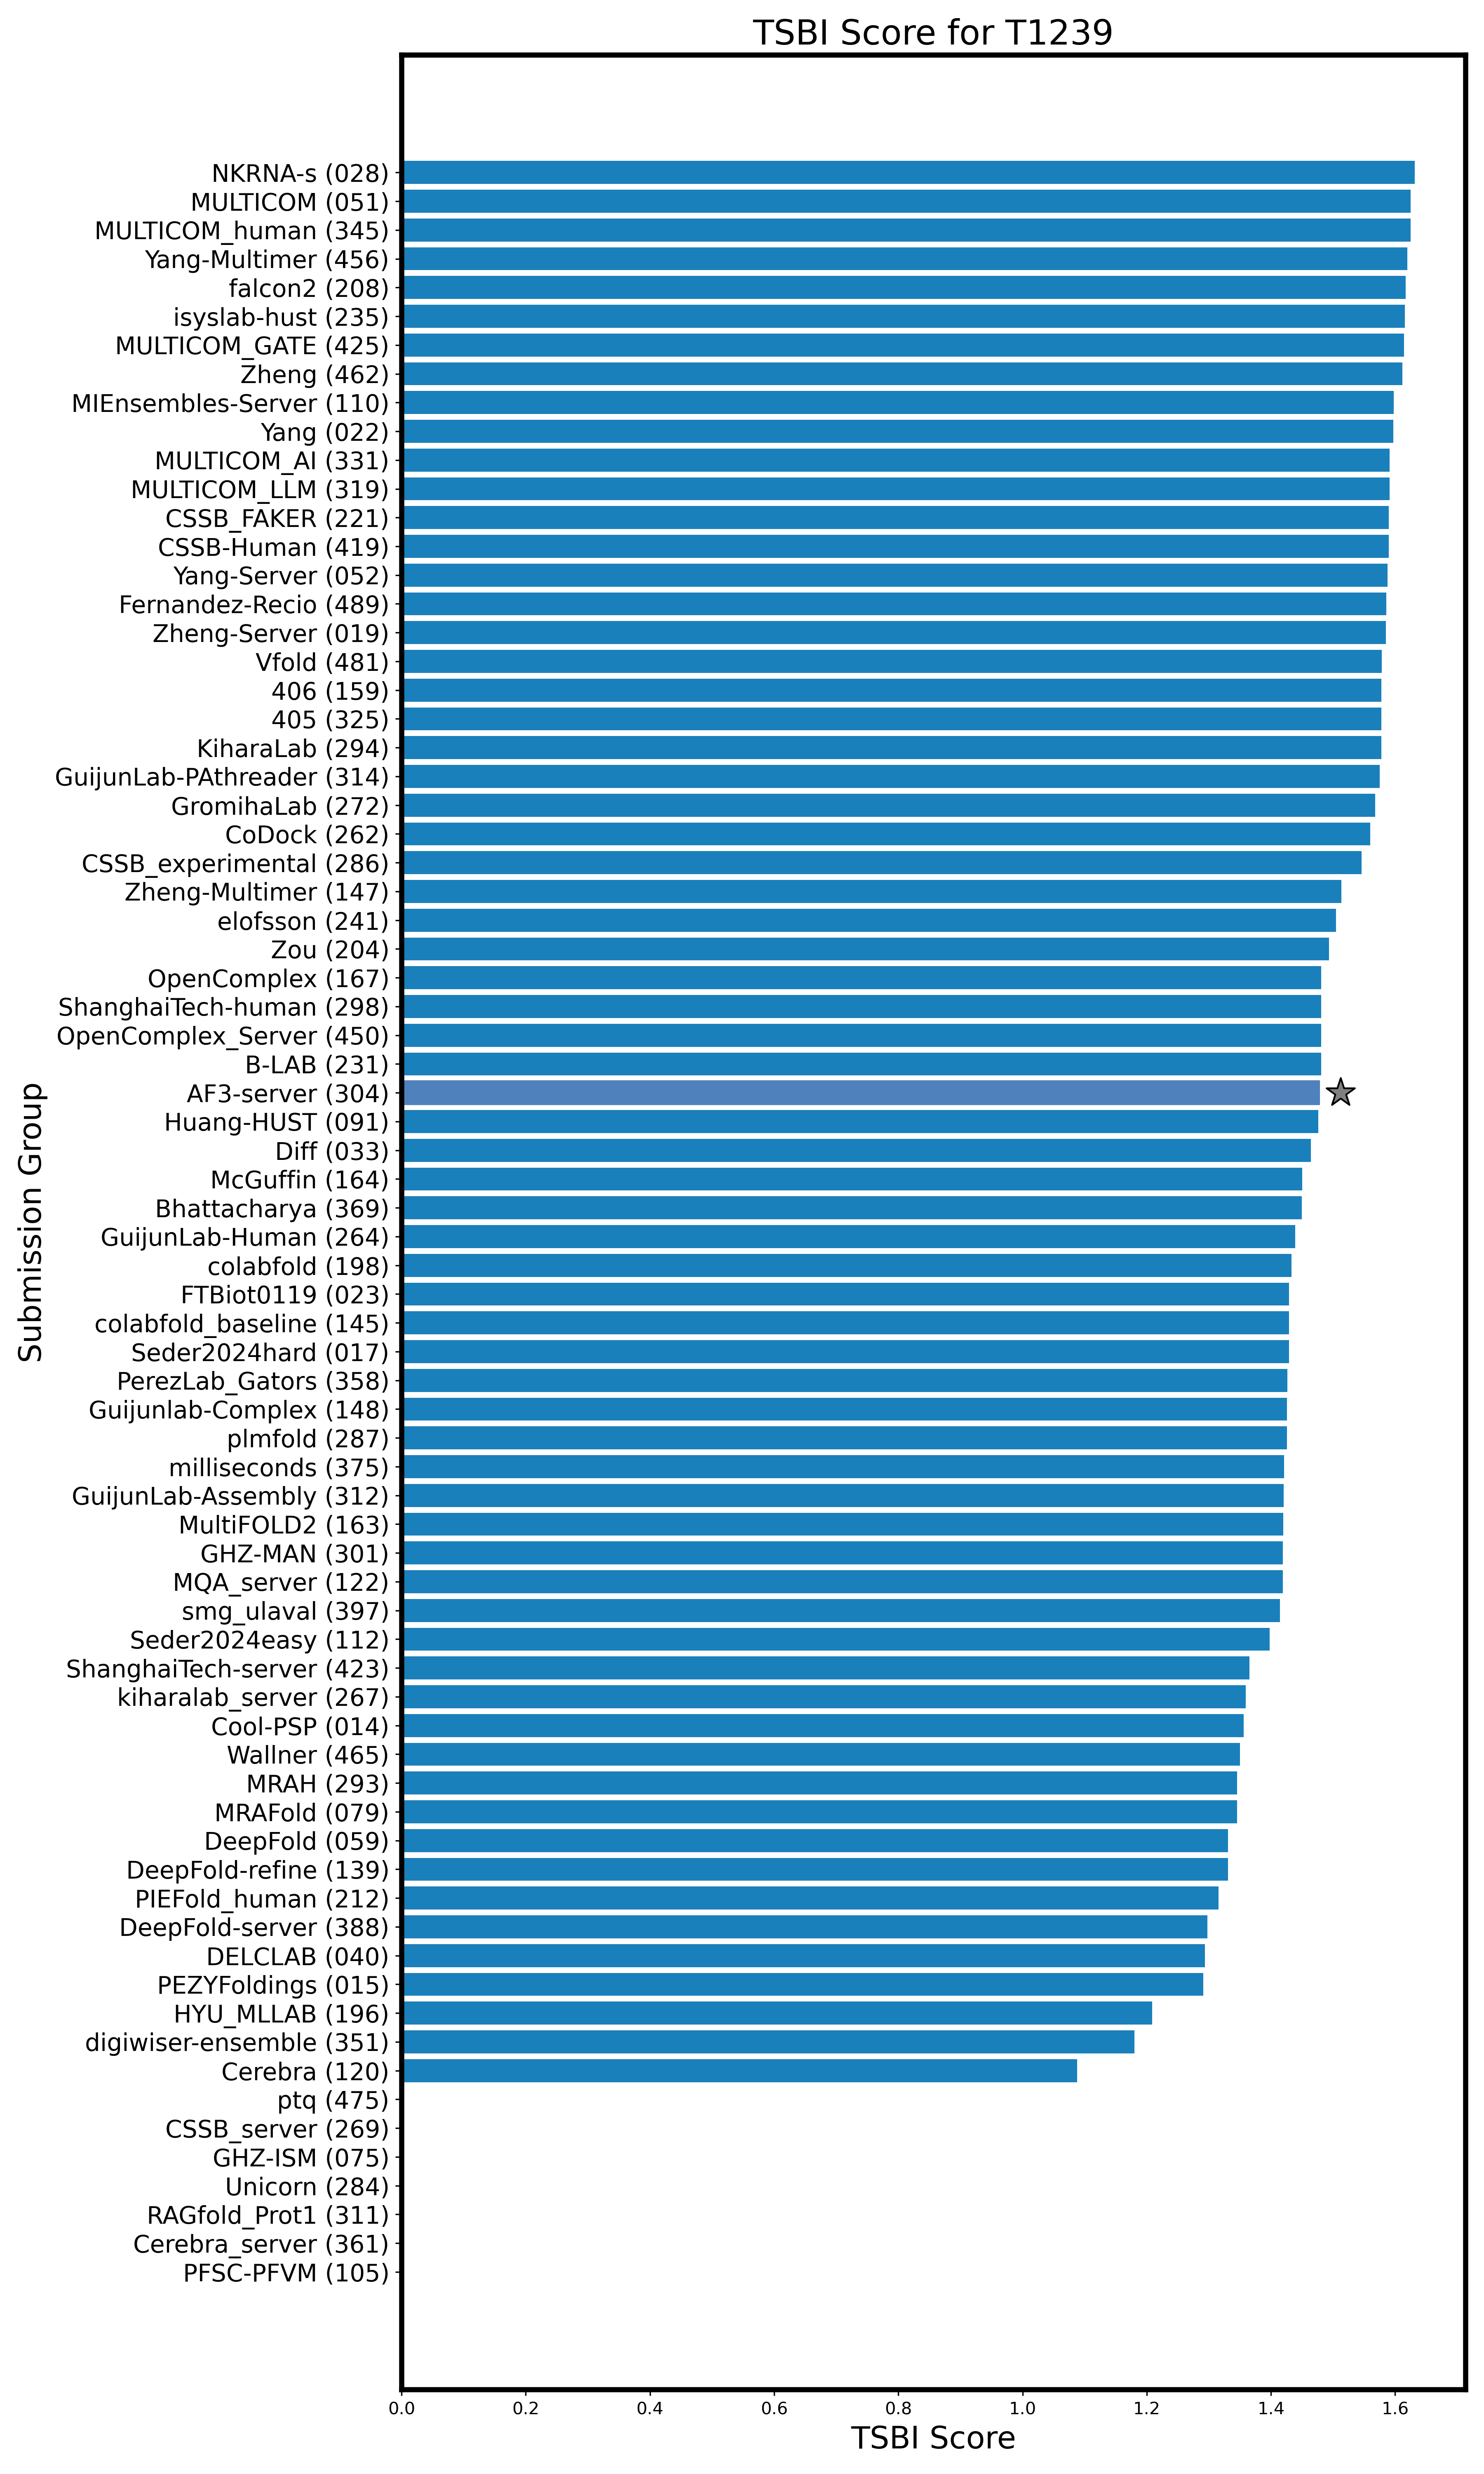 TSBI Score for T1239
NKRNA-s (028)
MULTICOM (051)
MULTICOM_human (345)
Yang-Multimer (456)
falcon2 (208)
isyslab-hust (235)
MULTICOM_GATE (425)
Zheng (462)
MIEnsembles-Server (110)
Yang (022)
MULTICOM_AI (331)
MULTICOM_LLM (319)
CSSB_FAKER (221)
CSSB-Human (419)
Yang-Server (052)
Fernandez-Recio (489)
Zheng-Server (019)
Vfold (481)
406 (159)
405 (325)
KiharaLab (294)
GuijunLab-PAthreader (314)
GromihaLab (272)
CoDock (262)
CSSB_experimental (286)
Zheng-Multimer (147)
elofsson (241)
Zou (204)
OpenComplex (167)
ShanghaiTech-human (298)
OpenComplex_Server (450)
B-LAB (231)
AF3-server (304)
Huang-HUST (091)
Diff (033)
McGuffin (164)
Bhattacharya (369)
GuijunLab-Human (264)
colabfold (198)
FTBiot0119 (023)
colabfold_baseline (145)
Seder2024hard (017)
PerezLab_Gators (358)
Guijunlab-Complex (148)
plmfold (287)
milliseconds (375)
GuijunLab-Assembly (312)
MultiFOLD2 (163)
GHZ-MAN (301)
MQA_server (122)
smg_ulaval (397)
Seder2024easy (112)
ShanghaiTech-server (423)
kiharalab_server (267)
Cool-PSP (014)
Wallner (465)
MRAH (293)
MRAFold (079)
DeepFold (059)
DeepFold-refine (139)
PIEFold_human (212)
DeepFold-server (388)
DELCLAB (040)
PEZYFoldings (015)
HYU_MLLAB (196)
digiwiser-ensemble (351)
Cerebra (120)
ptq (475)
CSSB_server (269)
GHZ-ISM (075)
Unicorn (284)
RAGfold_Prot1 (311)
Cerebra_server (361)
PFSC-PFVM (105)
Submission Group
0.0 0.2 0.4 0.6 0.8 1.0 1.2 1.4 1.6
TSBI Score